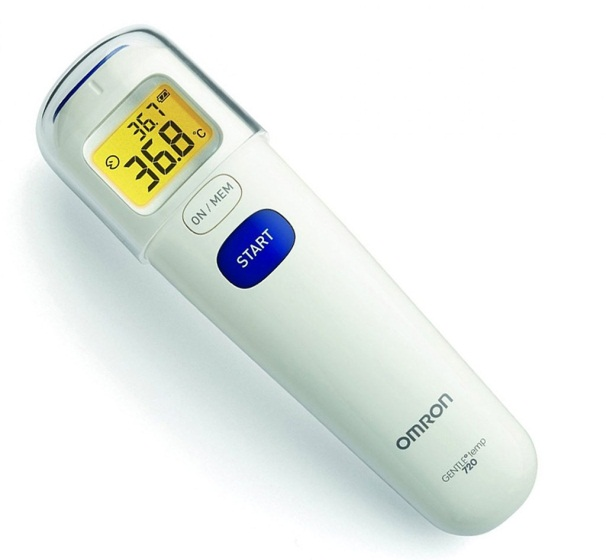 36.7
36.8 °C
ON / MEM
START
OMRON
GENTLE® temp
720